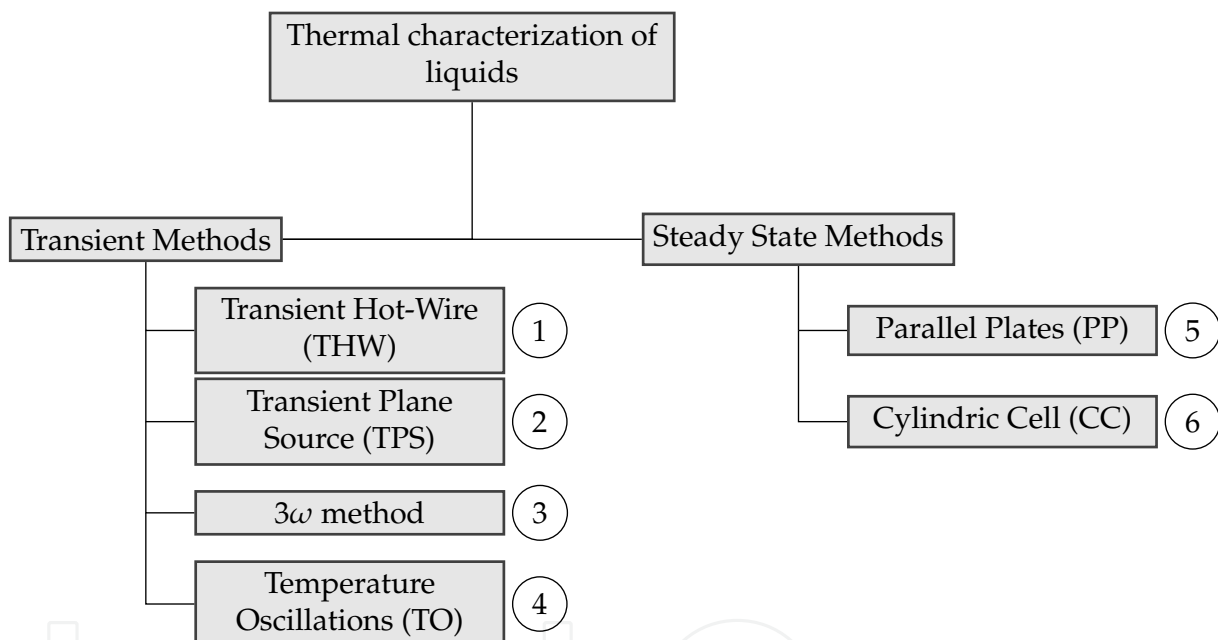 Thermal characterization of
liquids
Transient Methods
Steady State Methods
Transient Hot-Wire
(THW)
1
Transient Plane
Source (TPS)
2
3ω method
3
Temperature
Oscillations (TO)
4
Parallel Plates (PP)
5
Cylindric Cell (CC)
6